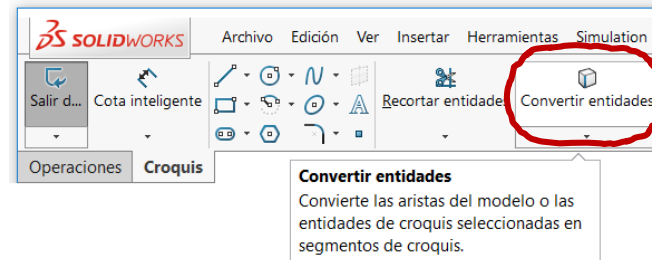 SOLIDWORKS Archivo Edición Ver Insertar Herramientas Simulation
Salir d... Cota inteligente Recortar entidades Convertir entidades
Operaciones Croquis
Convertir entidades
Convierte las aristas del modelo o las
entidades de croquis seleccionadas en
segmentos de croquis.